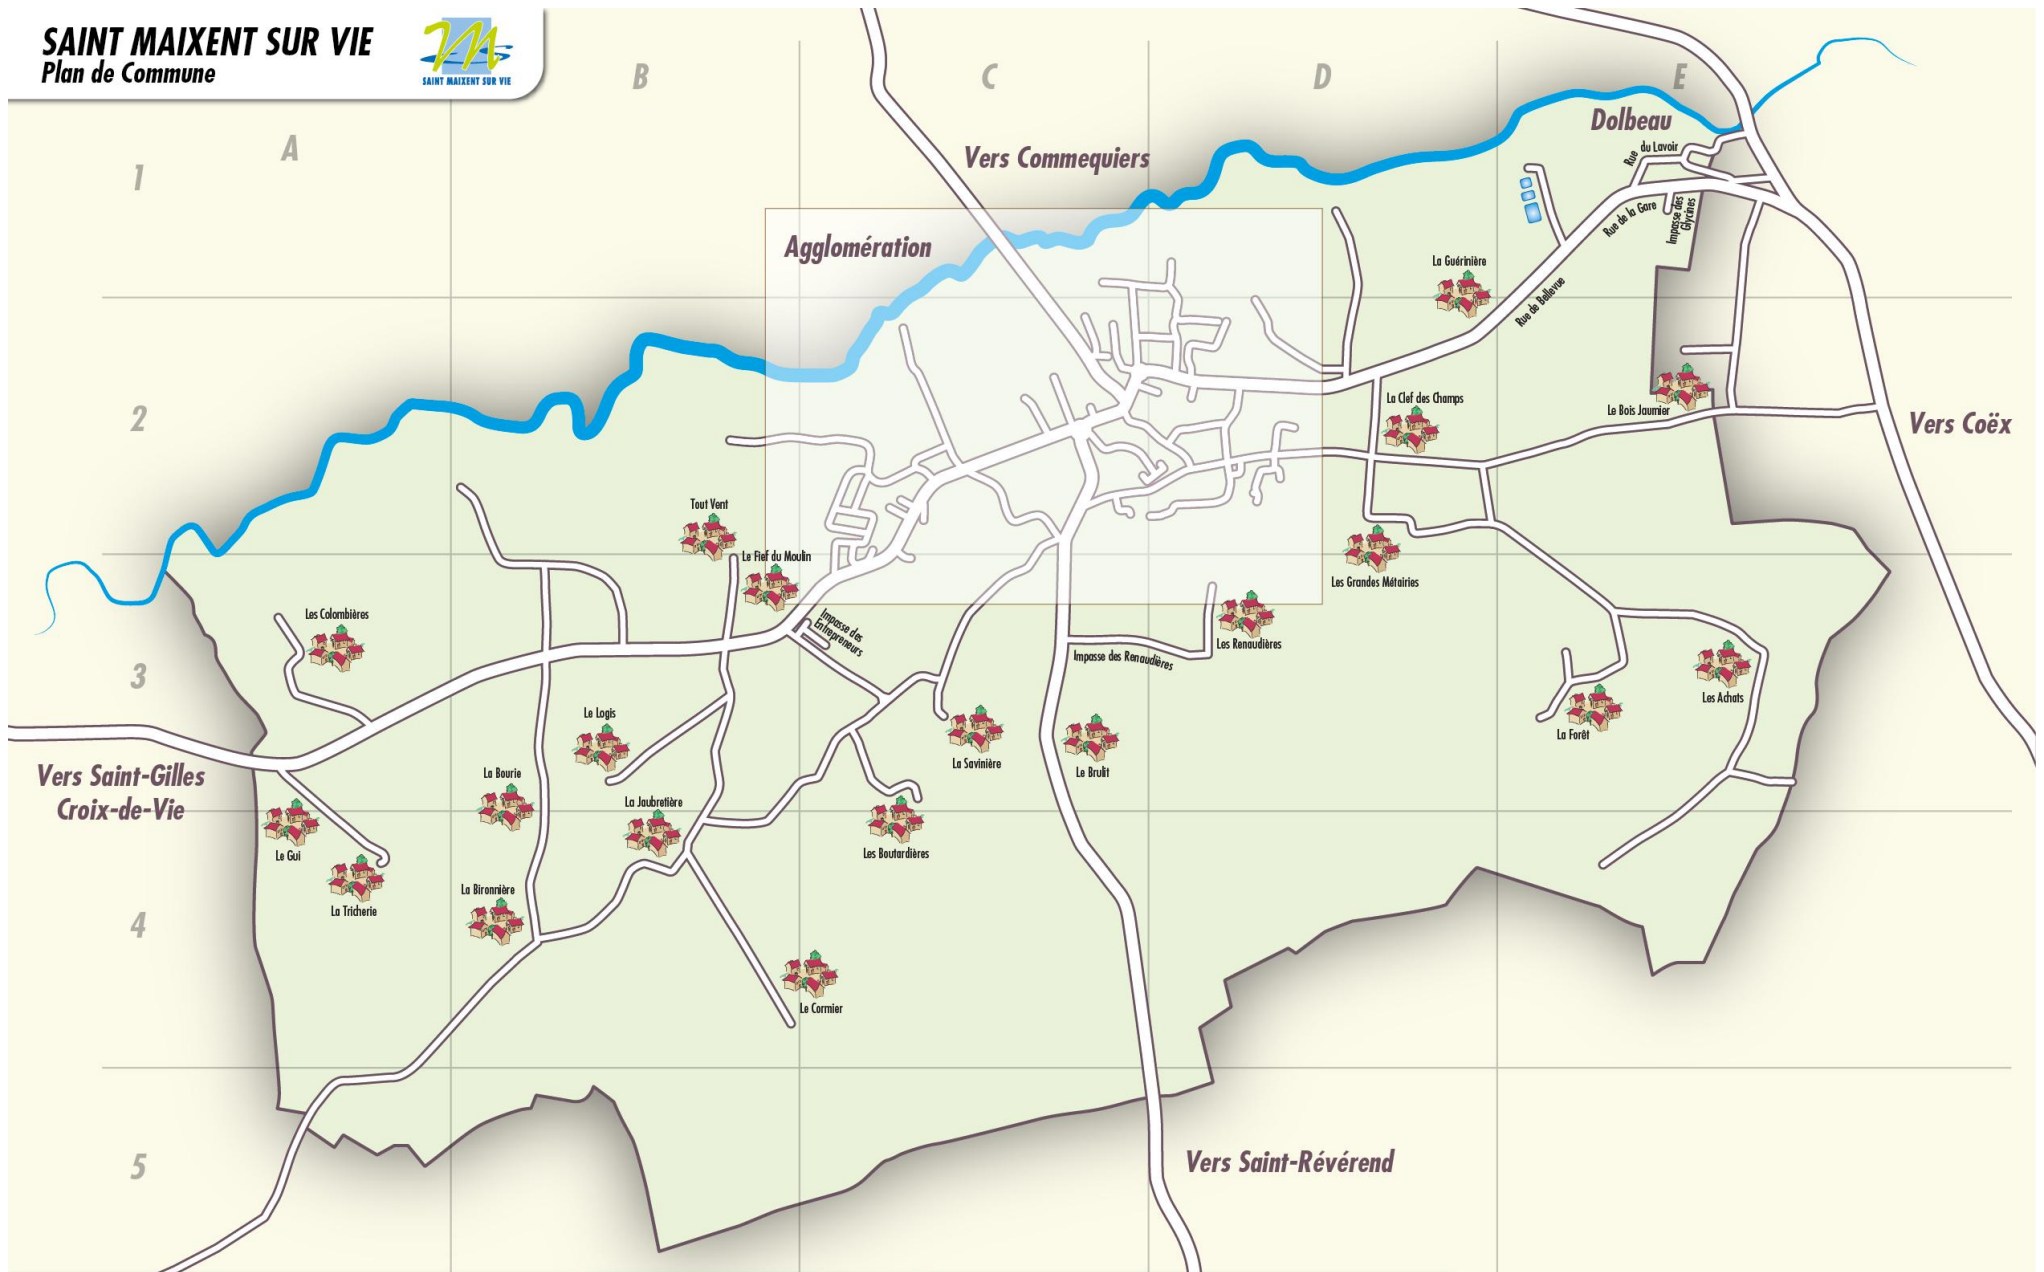 SAINT MAIXENT SUR VIE
Plan de Commune
SAINT MAIXENT SUR VIE
A
B
C
D
E
1
2
3
4
5
Vers Commequiers
Dolbeau
Rue
du Lavoir
Rue de la Gare
Impasse des
Glycines
Agglomération
La Guérinière
Rue de Bellevue
La Clef des Champs
Le Bois Jaumier
Vers Coëx
Tout Vent
Le Fief du Moulin
Les Grandes Métairies
Les Colombières
Impasse des
Entrepreneurs
Impasse des Renaudières
Les Renaudières
Les Achats
La Forêt
Le Logis
La Savinière
Le Brulit
Vers Saint-Gilles
Croix-de-Vie
La Bourie
La Jaubretière
Le Gui
Les Boutardières
La Tricherie
La Bironnière
Le Cormier
Vers Saint-Révérend